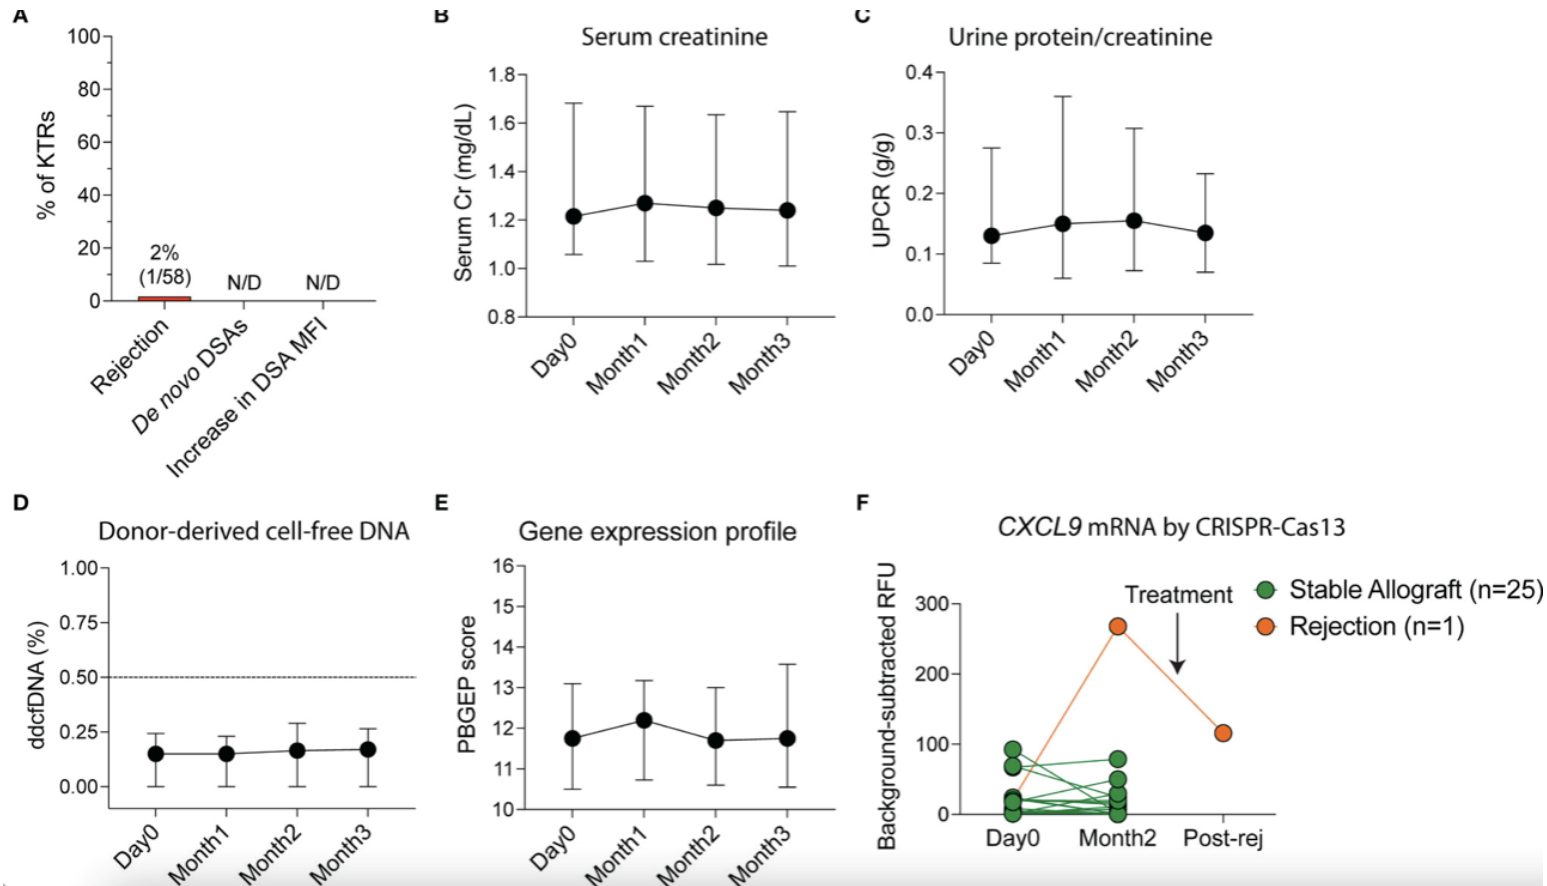 A
100
80
60
40
20
0
% of KTRs
2%
(1/58)
N/D
N/D
Rejection
De novo DSAs
Increase in DSA MFI
B
Serum creatinine
1.8
1.6
1.4
1.2
1.0
0.8
Serum Cr (mg/dL)
Day0
Month1
Month2
Month3
C
Urine protein/creatinine
0.4
0.3
0.2
0.1
0.0
UPCR (g/g)
Day0
Month1
Month2
Month3
D
Donor-derived cell-free DNA
1.00
0.75
0.50
0.25
0.00
ddcfDNA (%)
Day0
Month1
Month2
Month3
E
Gene expression profile
16
15
14
13
12
11
10
PBGEP score
Day0
Month1
Month2
Month3
F
CXCL9 mRNA by CRISPR-Cas13
Background-subtracted RFU
300
200
100
0
Treatment
Stable Allograft (n=25)
Rejection (n=1)
Day0
Month2
Post-rej